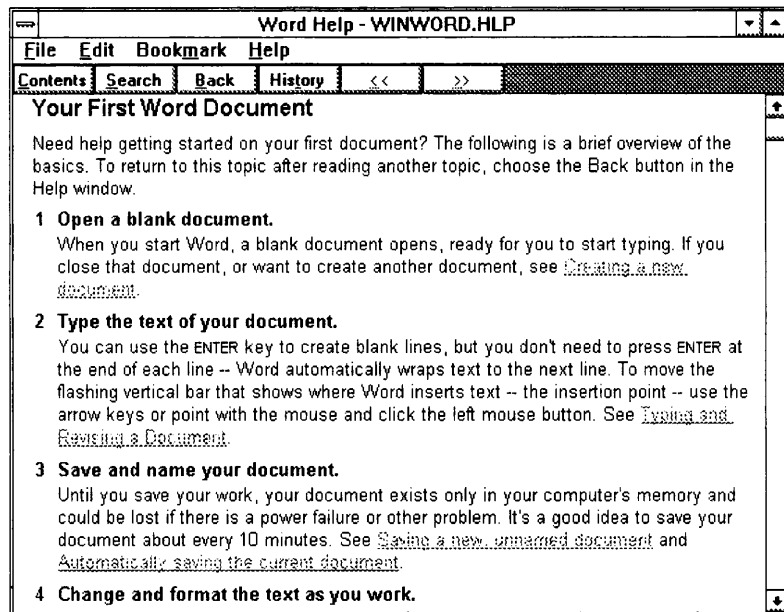 Word Help - WINWORD.HLP
File Edit Bookmark Help
Contents Search Back History << >>
Your First Word Document
Need help getting started on your first document? The following is a brief overview of the
basics. To return to this topic after reading another topic, choose the Back button in the
Help window.
1 Open a blank document.
When you start Word, a blank document opens, ready for you to start typing. If you
close that document, or want to create another document, see Creating a new
document.
2 Type the text of your document.
You can use the ENTER key to create blank lines, but you don't need to press ENTER at
the end of each line -- Word automatically wraps text to the next line. To move the
flashing vertical bar that shows where Word inserts text -- the insertion point -- use the
arrow keys or point with the mouse and click the left mouse button. See Typing and
Revising a Document.
3 Save and name your document.
Until you save your work, your document exists only in your computer's memory and
could be lost if there is a power failure or other problem. It's a good idea to save your
document about every 10 minutes. See Saving a new, unnamed document and
Automatically saving the current document.
4 Change and format the text as you work.